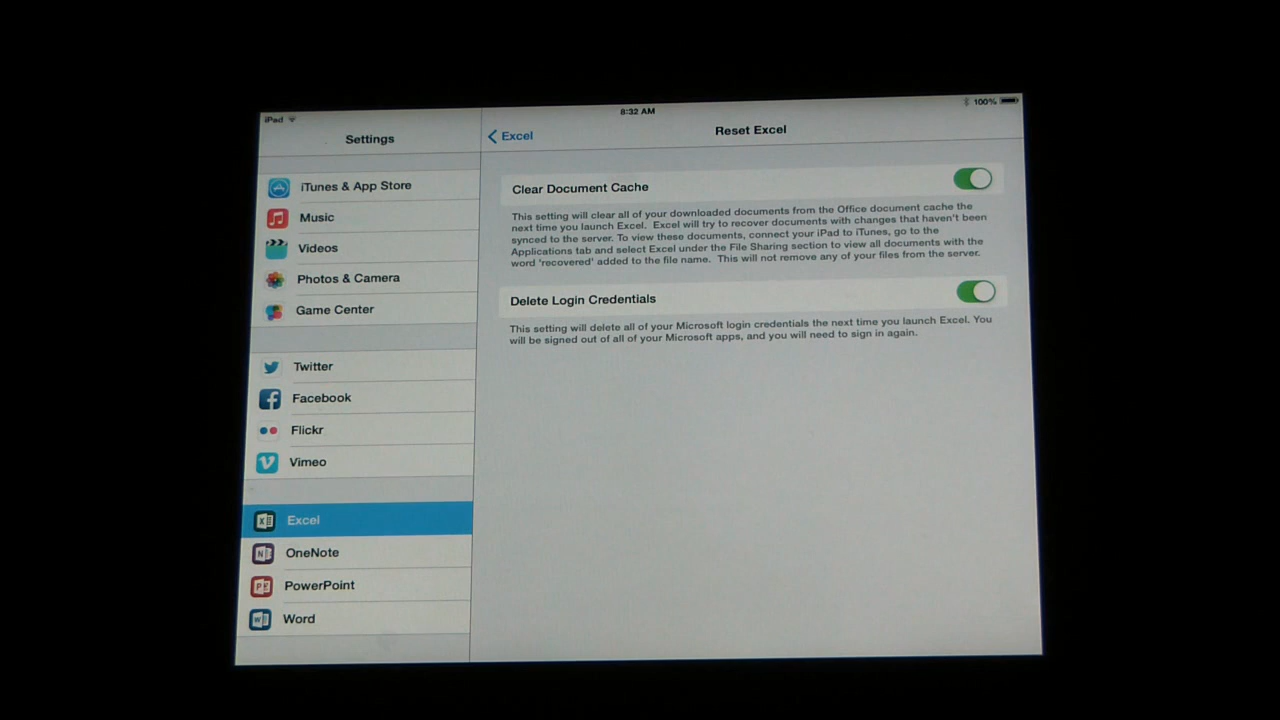 iPad
8:32 AM
100%
Settings
Excel
Reset Excel
iTunes & App Store
Music
Videos
Photos & Camera
Game Center
Twitter
Facebook
Flickr
Vimeo
Excel
OneNote
PowerPoint
Word
Clear Document Cache
This setting will clear all of your downloaded documents from the Office document cache the
next time you launch Excel. Excel will try to recover documents with changes that haven't been
synced to the server. To view these documents, connect your iPad to iTunes, go to the
Applications tab and select Excel under the File Sharing section to view all documents with the
word 'recovered' added to the file name. This will not remove any of your files from the server.
Delete Login Credentials
This setting will delete all of your Microsoft login credentials the next time you launch Excel. You
will be signed out of all of your Microsoft apps, and you will need to sign in again.